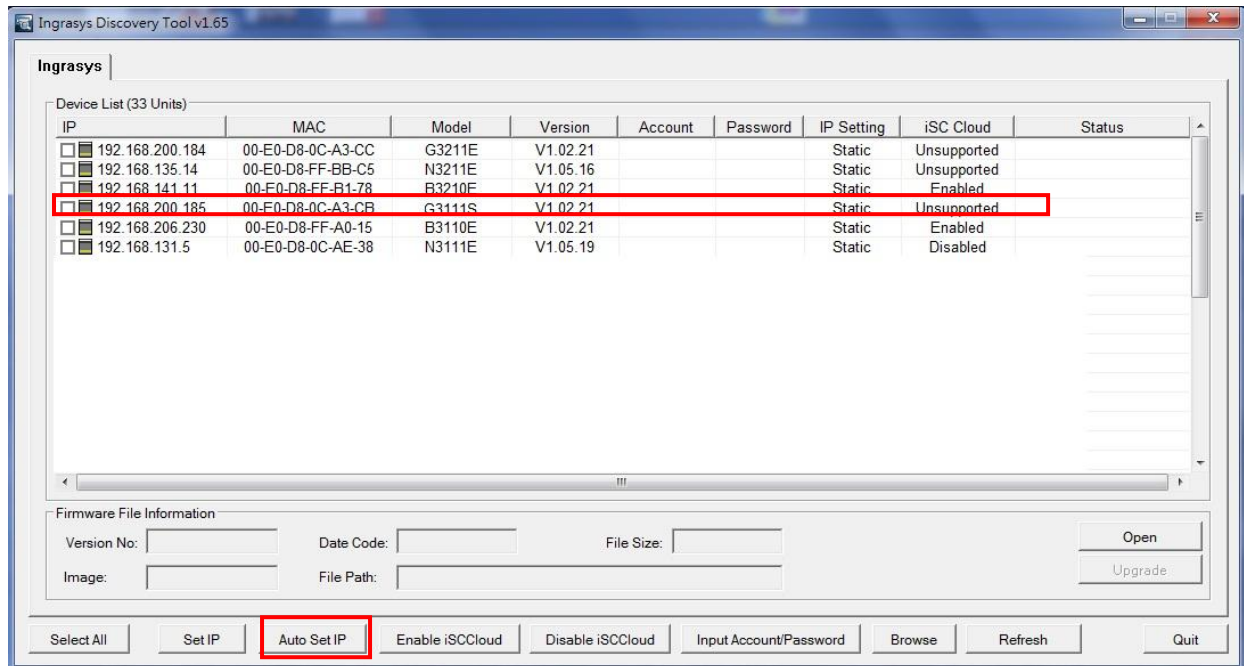 Ingrasys Discovery Tool v1.65
Ingrasys
Device List (33 Units)
IP MAC Model Version Account Password IP Setting iSC Cloud Status
192.168.200.184 00-E0-D8-0C-A3-CC G3211E V1.02.21 Static Unsupported
192.168.135.14 00-E0-D8-FF-BB-C5 N3211E V1.05.16 Static Unsupported
192.168.141.11 00-E0-D8-FF-B1-78 B3210E V1.02.21 Static Enabled
192.168.200.185 00-E0-D8-0C-A3-CB G3111S V1.02.21 Static Unsupported
192.168.206.230 00-E0-D8-FF-A0-15 B3110E V1.02.21 Static Enabled
192.168.131.5 00-E0-D8-0C-AE-38 N3111E V1.05.19 Static Disabled
Firmware File Information
Version No: Date Code: File Size: Open
Image: File Path: Upgrade
Select All Set IP Auto Set IP Enable iSCCloud Disable iSCCloud Input Account/Password Browse Refresh Quit